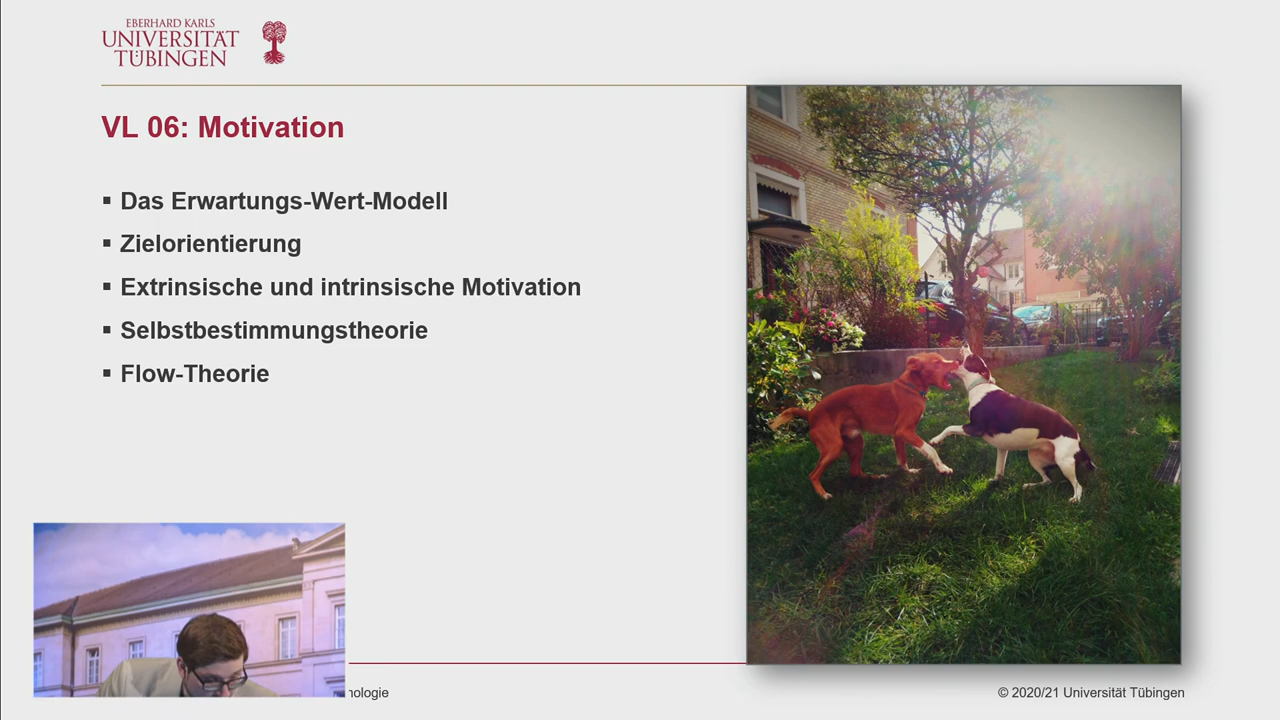 EBERHARD KARLS
UNIVERSITÄT
TÜBINGEN
VL 06: Motivation
▪ Das Erwartungs-Wert-Modell
▪ Zielorientierung
▪ Extrinsische und intrinsische Motivation
▪ Selbstbestimmungstheorie
▪ Flow-Theorie
© 2020/21 Universität Tübingen